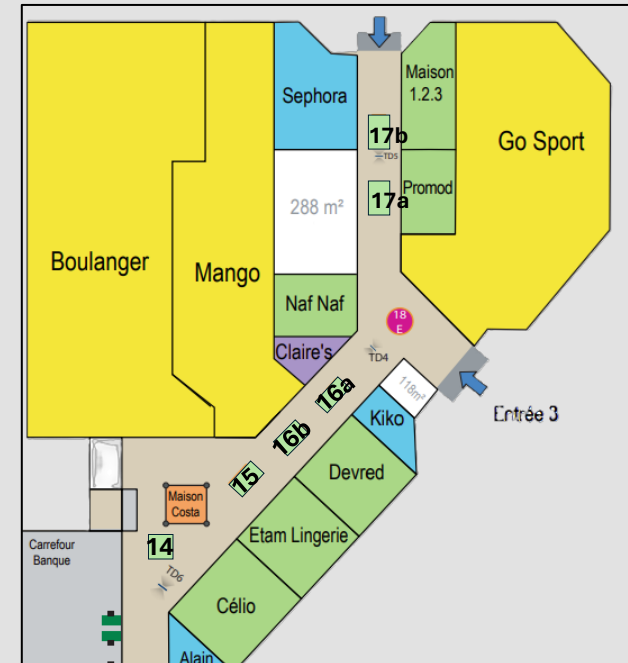 Sephora
Maison
1.2.3
17b
TD5
Go Sport
288 m²
17a
Promod
Boulanger
Mango
Naf Naf
18
E
Claire's
TD4
16a
118m²
Kiko
Entrée 3
16b
Devred
15
Maison
Costa
Etam Lingerie
14
Carrefour
Banque
TD6
Célio
Alain